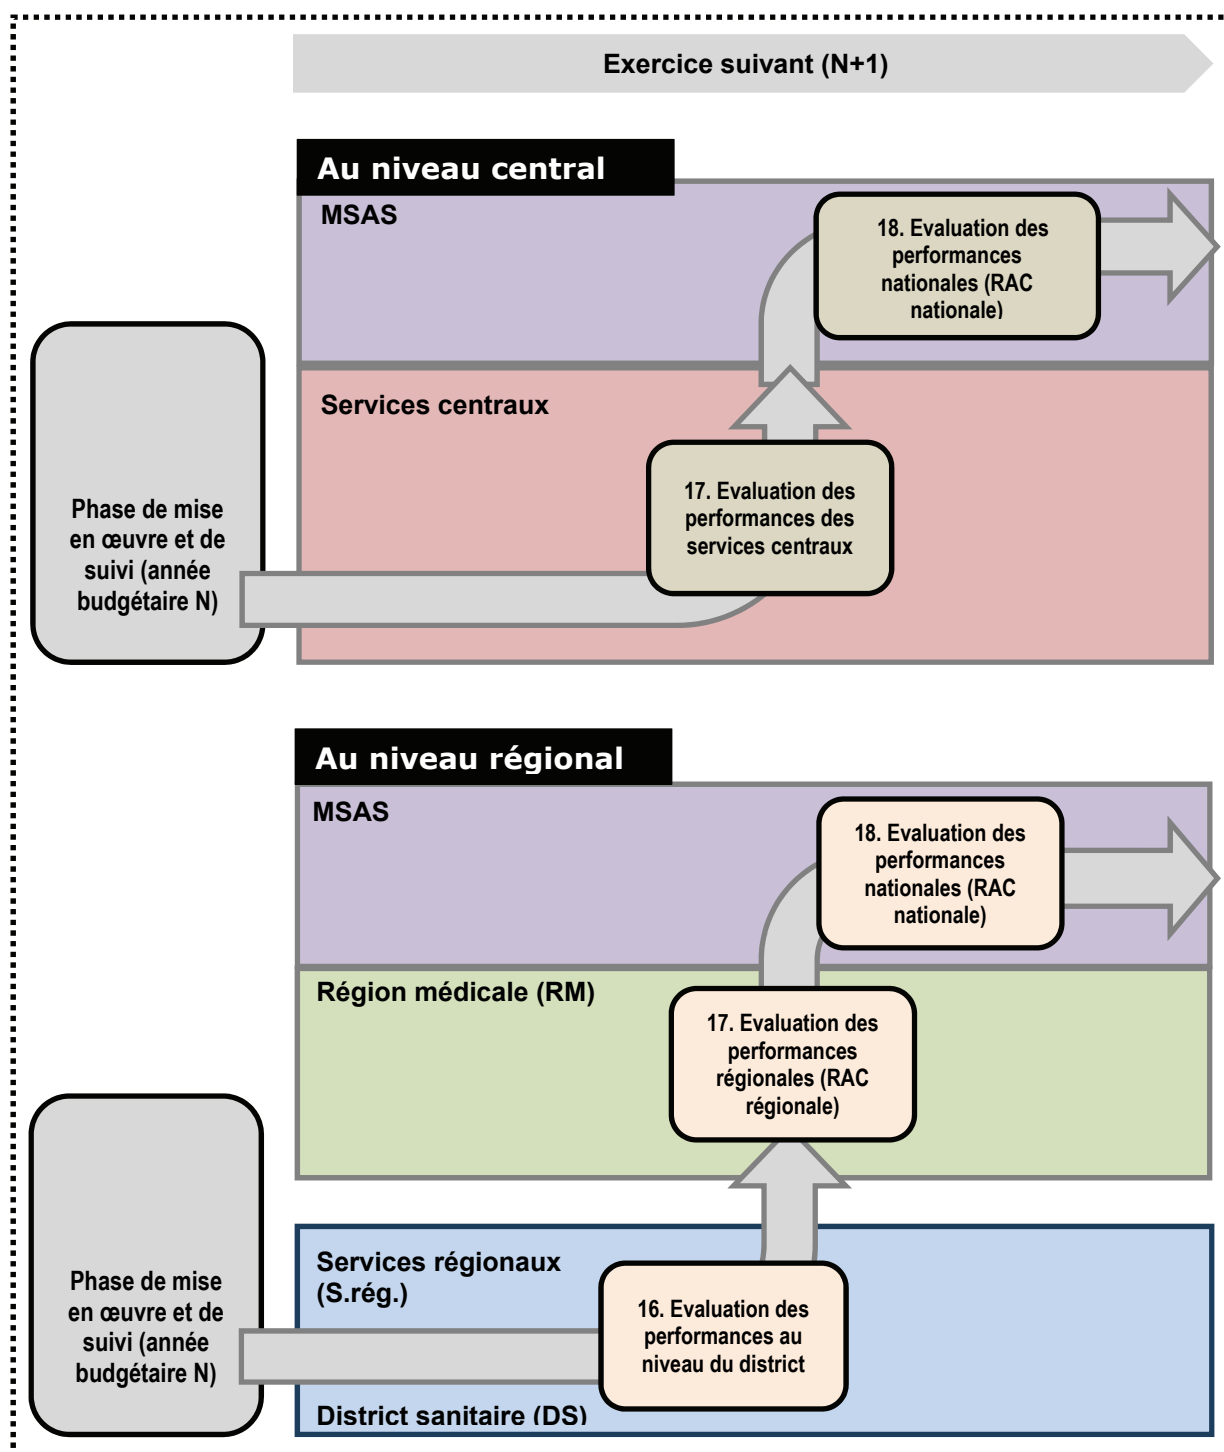 Exercice suivant (N+1)
Au niveau central
MSAS
18. Evaluation des
performances
nationales (RAC
nationale)
Services centraux
17. Evaluation des
performances des
services centraux
Phase de mise
en œuvre et de
suivi (année
budgétaire N)
Au niveau régional
MSAS
18. Evaluation des
performances
nationales (RAC
nationale)
Région médicale (RM)
17. Evaluation des
performances
régionales (RAC
régionale)
Services régionaux
(S.rég.)
16. Evaluation des
performances au
niveau du district
Phase de mise
en œuvre et de
suivi (année
budgétaire N)
District sanitaire (DS)